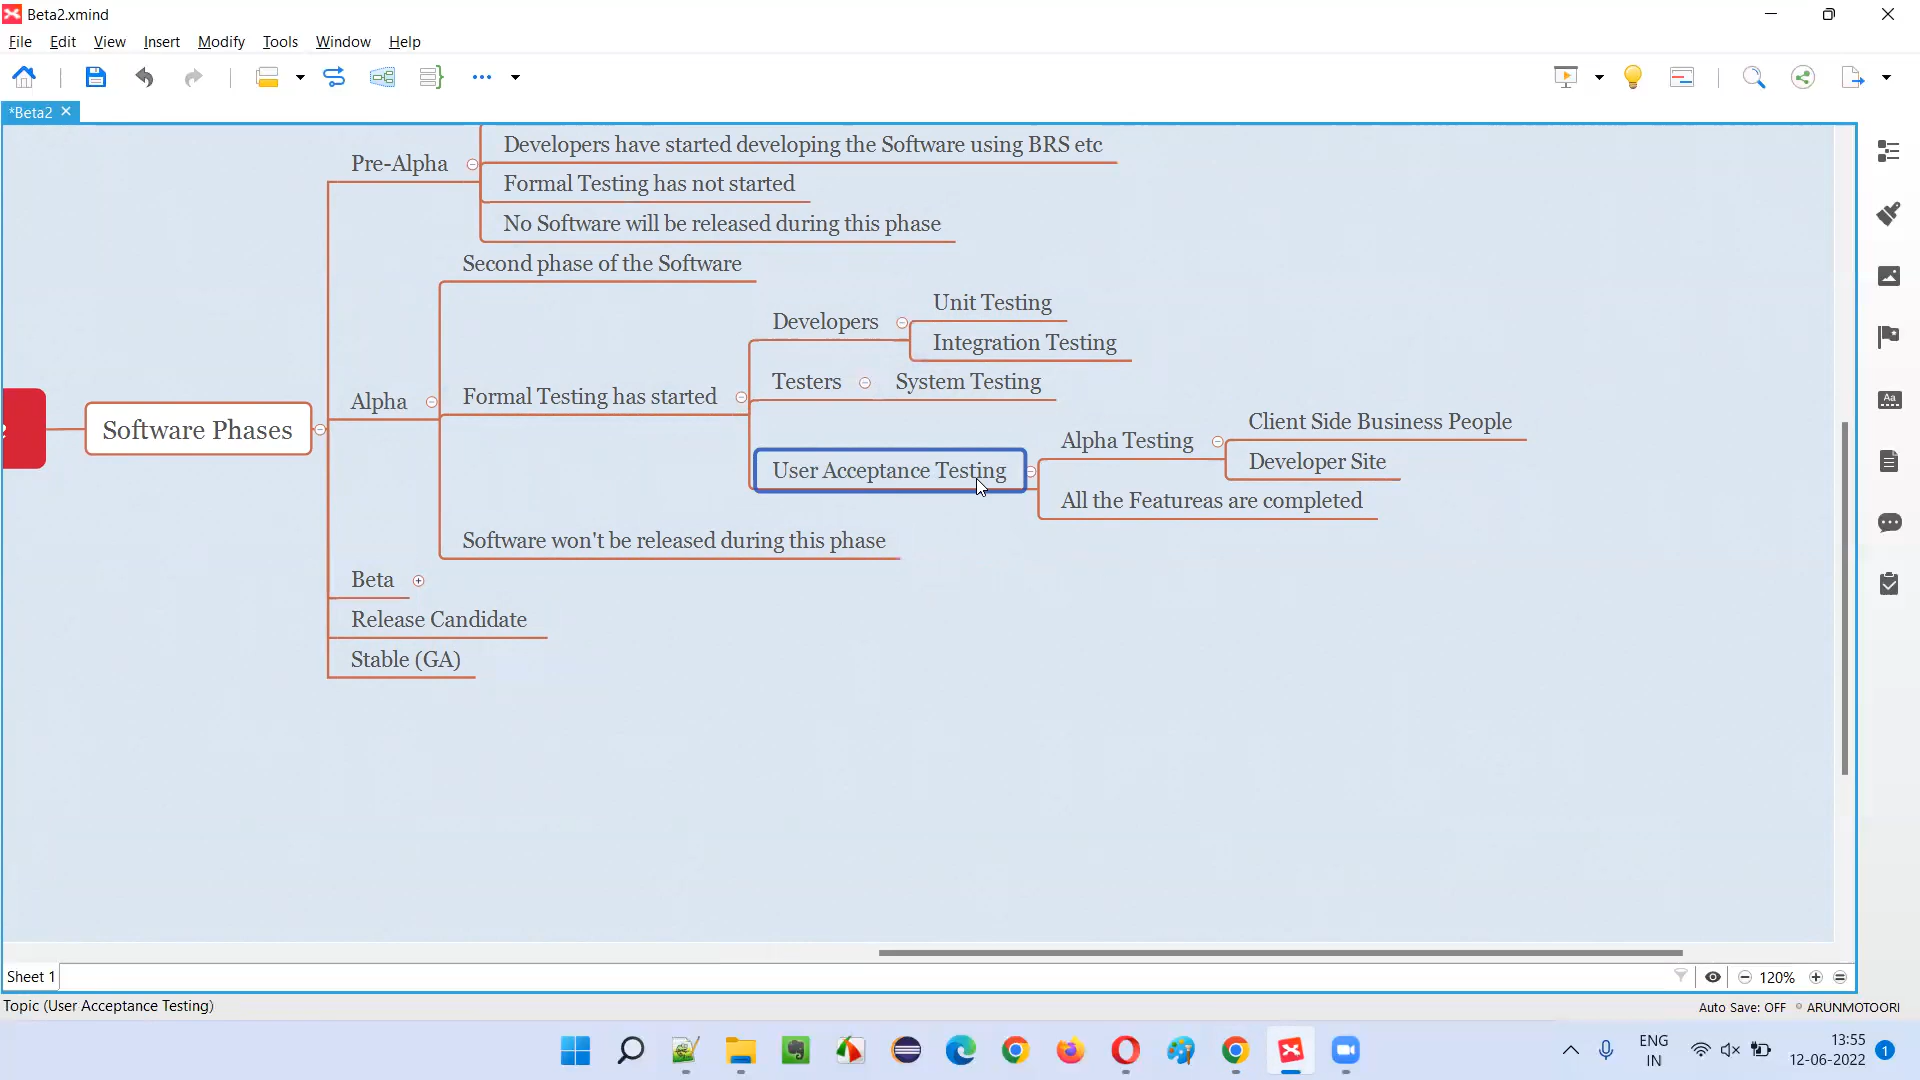 Beta2.xmind
File Edit View Insert Modify Tools Window Help
*Beta2
Developers have started developing the Software using BRS etc
Pre-Alpha
Formal Testing has not started
No Software will be released during this phase
Second phase of the Software
Unit Testing
Developers
Integration Testing
Testers
System Testing
Alpha
Formal Testing has started
Client Side Business People
Alpha Testing
Developer Site
Software Phases
User Acceptance Testing
All the Featureas are completed
Software won't be released during this phase
Beta
Release Candidate
Stable (GA)
Sheet 1
120%
Topic (User Acceptance Testing)
Auto Save: OFF
ARUNMOTOORI
ENG
IN
13:55
12-06-2022
1
Aa